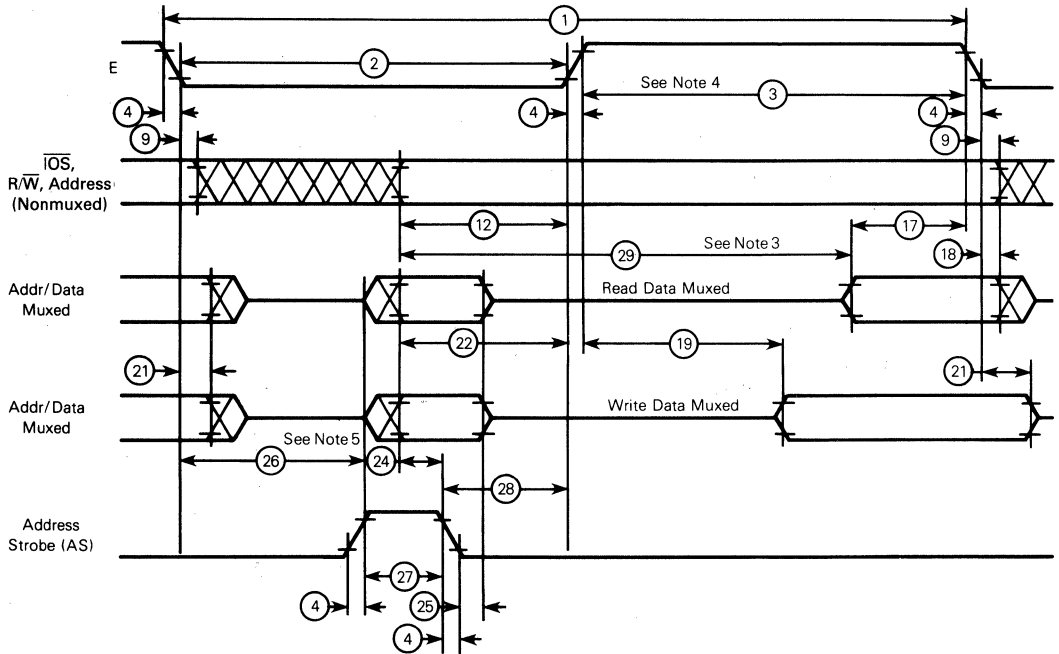 1
E
2
See Note 4
3
4
4
4
9
9
IOS,
R/W, Address
(Nonmuxed)
12
17
See Note 3
29
18
Addr/Data
Muxed
Read Data Muxed
22
19
21
21
Addr/Data
Muxed
Write Data Muxed
See Note 5
26
24
28
Address
Strobe (AS)
27
4
25
4